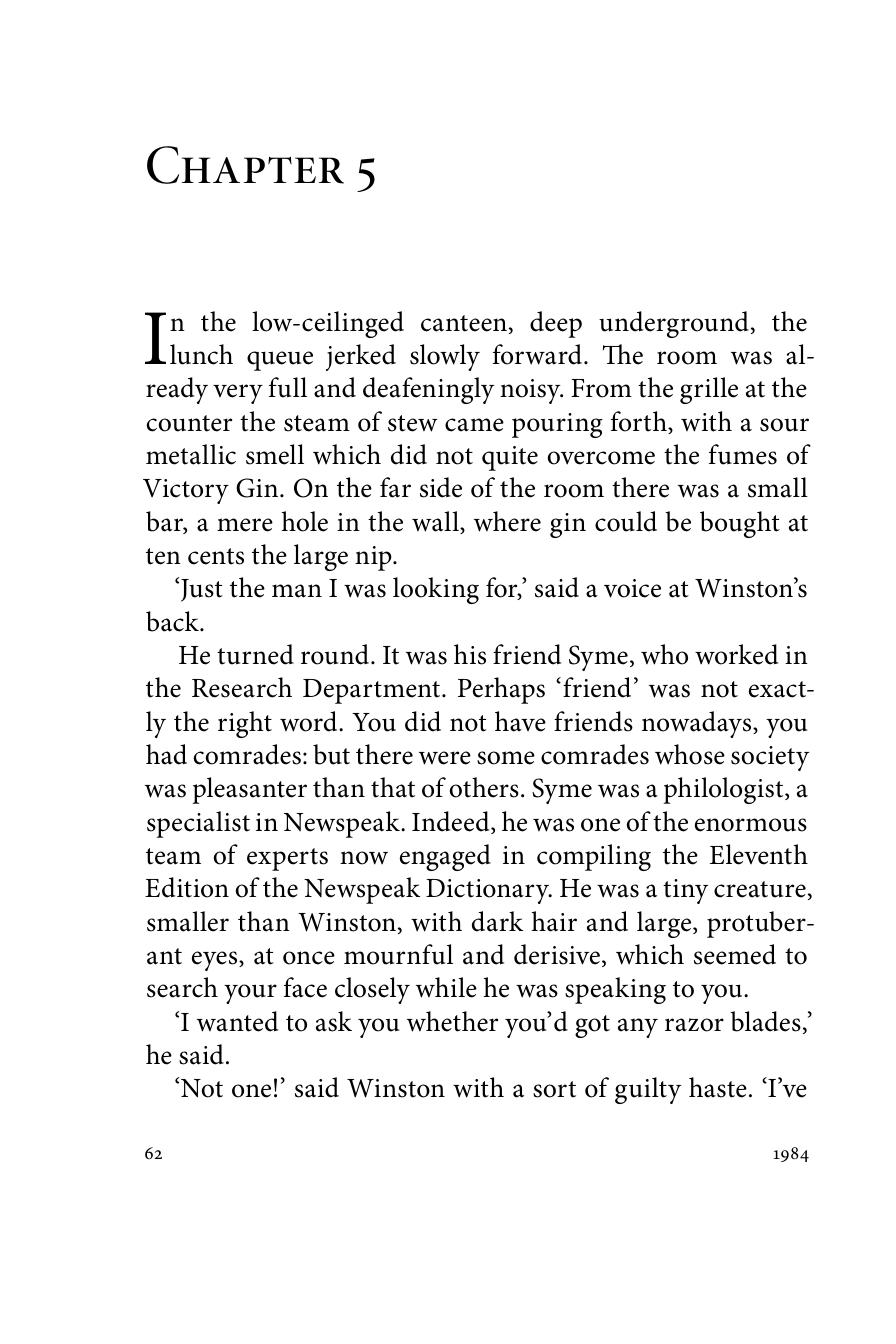 Chapter 5
In the low-ceilinged canteen, deep underground, the
lunch queue jerked slowly forward. The room was al-
ready very full and deafeningly noisy. From the grille at the
counter the steam of stew came pouring forth, with a sour
metallic smell which did not quite overcome the fumes of
Victory Gin. On the far side of the room there was a small
bar, a mere hole in the wall, where gin could be bought at
ten cents the large nip.
‘Just the man I was looking for,’ said a voice at Winston’s
back.
He turned round. It was his friend Syme, who worked in
the Research Department. Perhaps ‘friend’ was not exact-
ly the right word. You did not have friends nowadays, you
had comrades: but there were some comrades whose society
was pleasanter than that of others. Syme was a philologist, a
specialist in Newspeak. Indeed, he was one of the enormous
team of experts now engaged in compiling the Eleventh
Edition of the Newspeak Dictionary. He was a tiny creature,
smaller than Winston, with dark hair and large, protuber-
ant eyes, at once mournful and derisive, which seemed to
search your face closely while he was speaking to you.
‘I wanted to ask you whether you’d got any razor blades,’
he said.
‘Not one!’ said Winston with a sort of guilty haste. ‘I’ve
62 1984